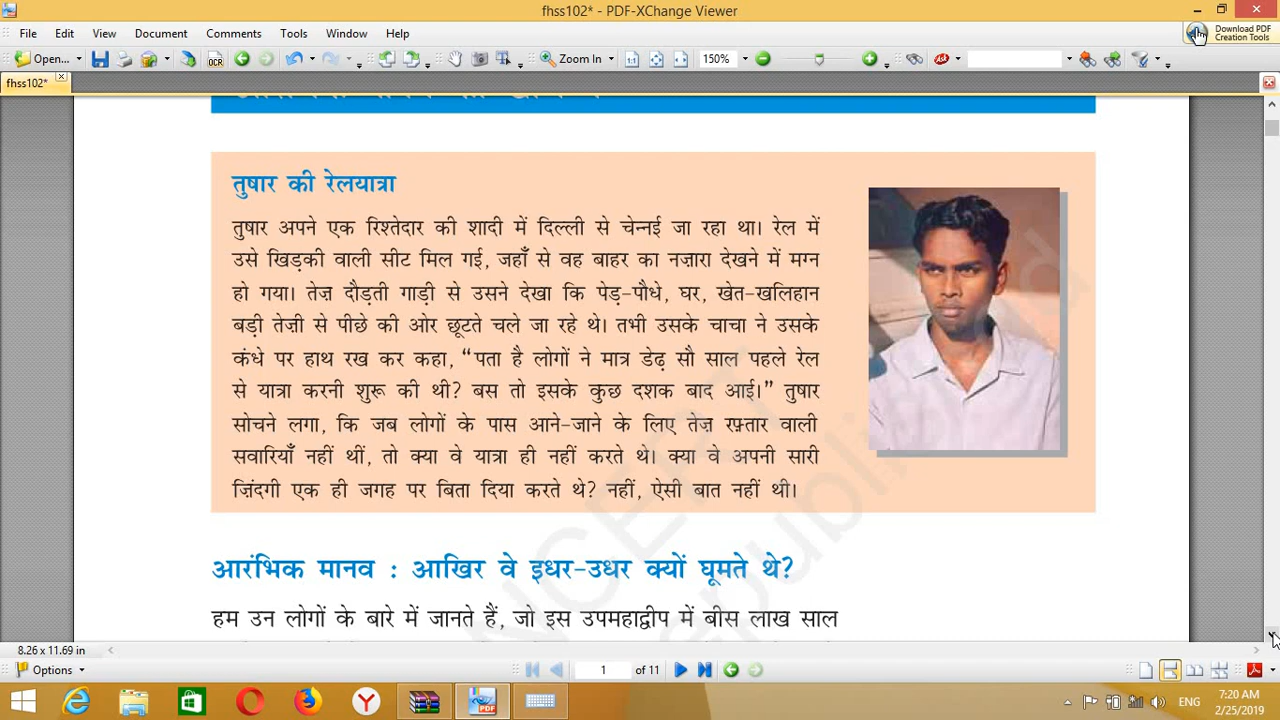 fhss102* - PDF-XChange Viewer
File Edit View Document Comments Tools Window Help
Download PDF
Creation Tools
Open... OCR Zoom In 150%
fhss102*
तुषार की रेलयात्रा
तुषार अपने एक रिश्तेदार की शादी में दिल्ली से चेन्नई जा रहा था। रेल में
उसे खिड़की वाली सीट मिल गई, जहाँ से वह बाहर का नज़ारा देखने में मग्न
हो गया। तेज़ दौड़ती गाड़ी से उसने देखा कि पेड़-पौधे, घर, खेत-खलिहान
बड़ी तेज़ी से पीछे की ओर छूटते चले जा रहे थे। तभी उसके चाचा ने उसके
कंधे पर हाथ रख कर कहा, “पता है लोगों ने मात्र डेढ़ सौ साल पहले रेल
से यात्रा करनी शुरू की थी? बस तो इसके कुछ दशक बाद आई।” तुषार
सोचने लगा, कि जब लोगों के पास आने-जाने के लिए तेज़ रफ़्तार वाली
सवारियाँ नहीं थीं, तो क्या वे यात्रा ही नहीं करते थे। क्या वे अपनी सारी
ज़िंदगी एक ही जगह पर बिता दिया करते थे? नहीं, ऐसी बात नहीं थी।
आरंभिक मानव : आखिर वे इधर-उधर क्यों घूमते थे?
हम उन लोगों के बारे में जानते हैं, जो इस उपमहाद्वीप में बीस लाख साल
NCERT
republished
8.26 x 11.69 in
Options 1 of 11
ENG 7:20 AM
2/25/2019